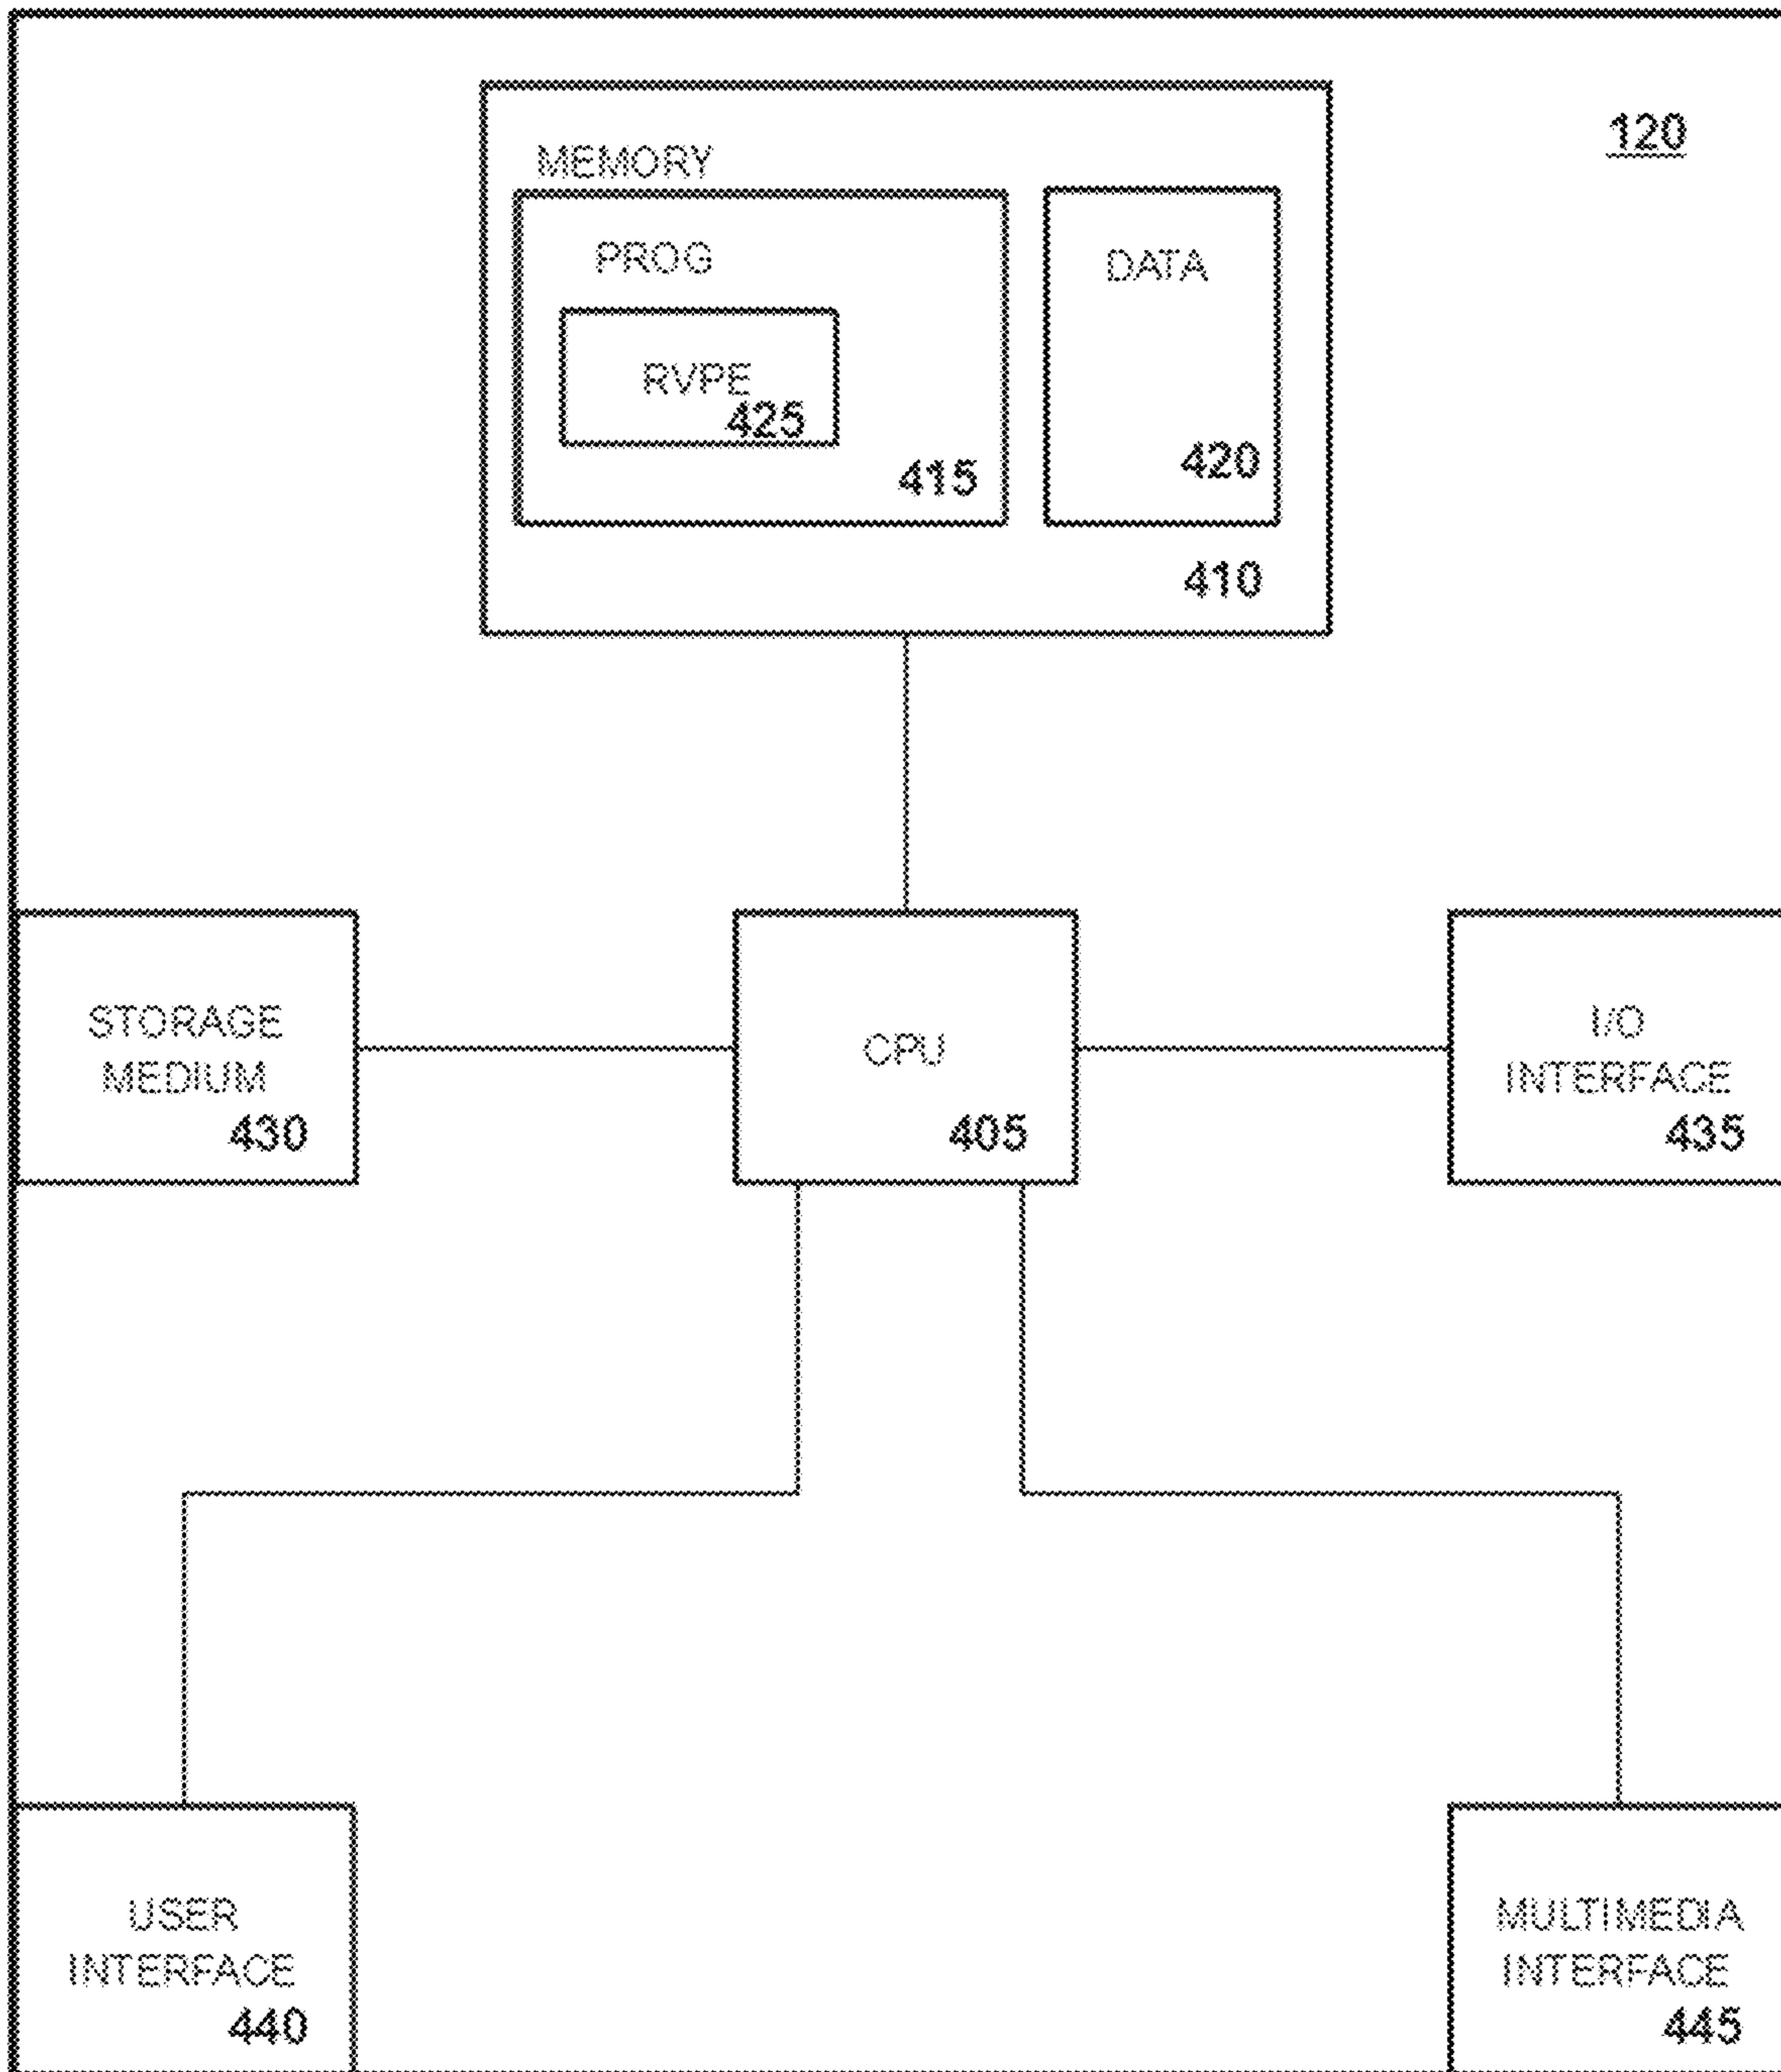 120
MEMORY
PROG
DATA
RVPE
425
415
420
410
STORAGE
MEDIUM
430
CPU
405
I/O
INTERFACE
435
USER
INTERFACE
440
MULTIMEDIA
INTERFACE
445